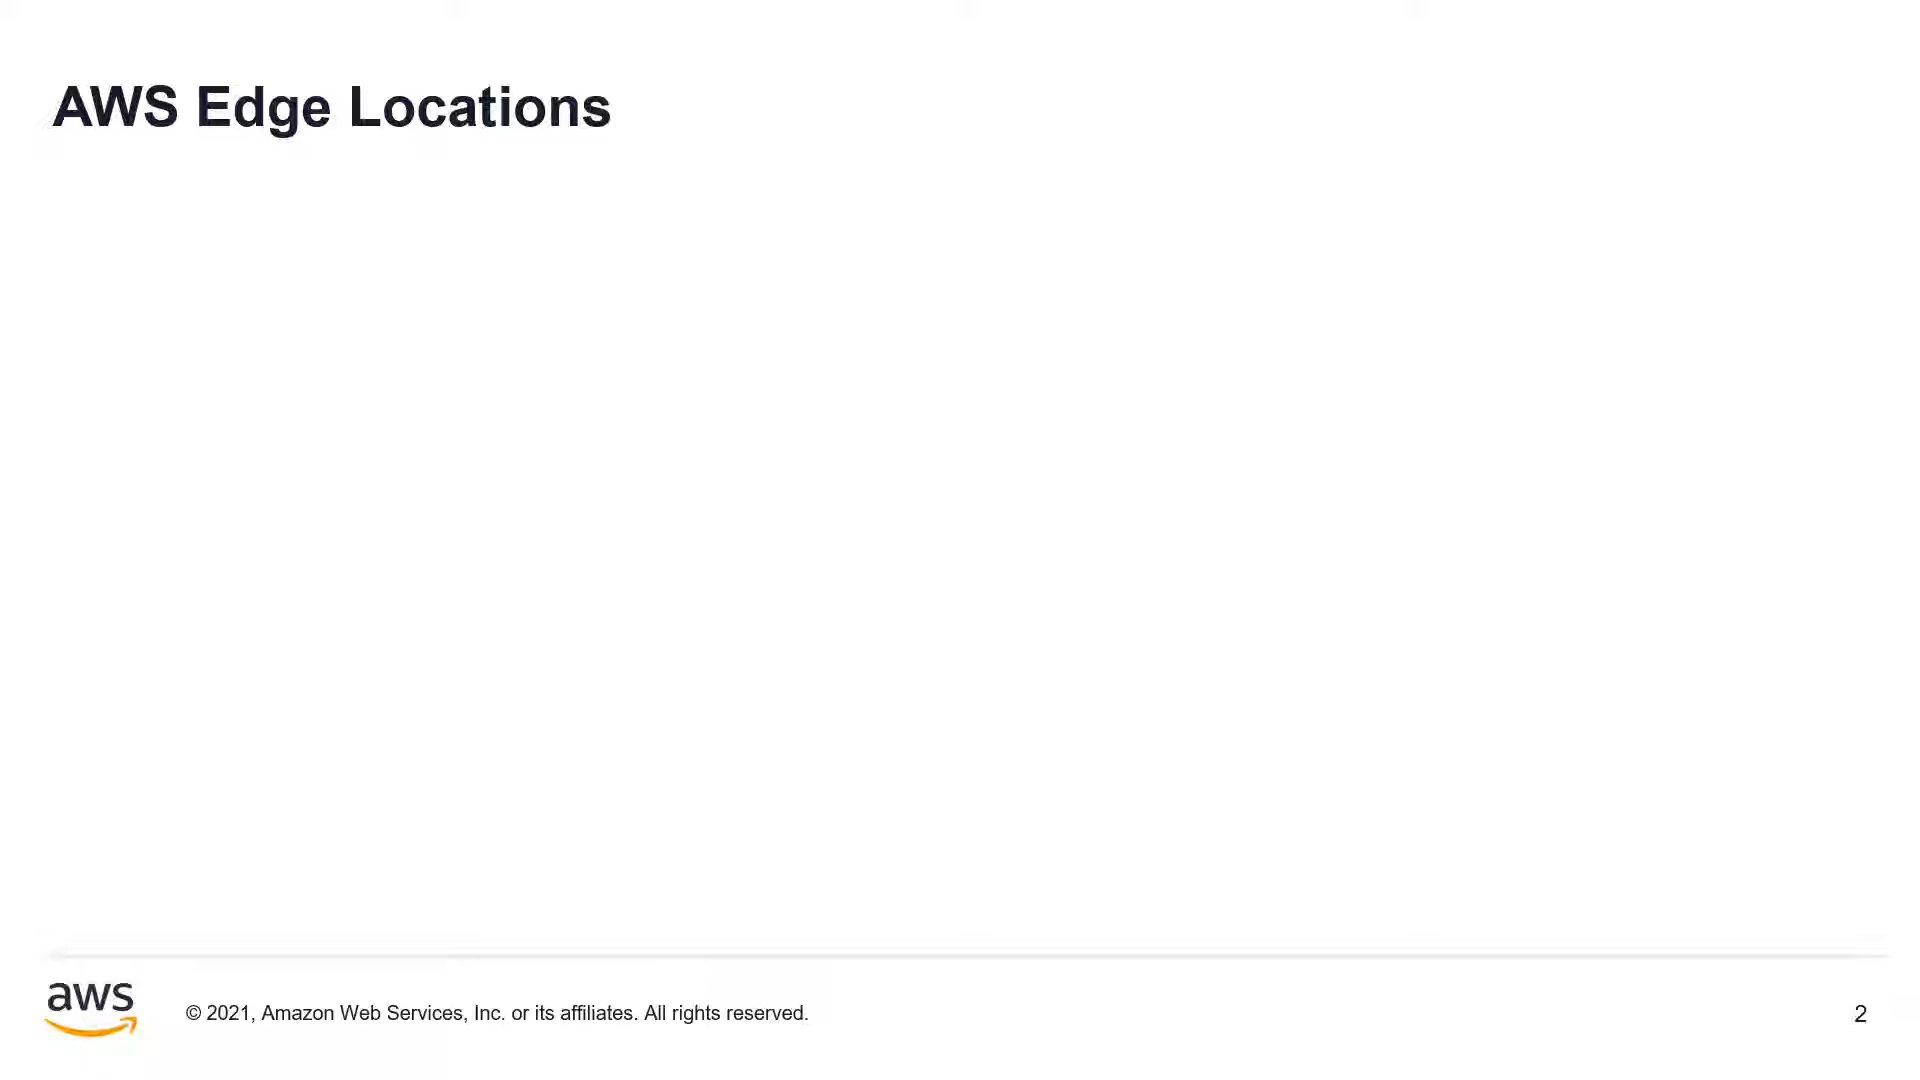 AWS Edge Locations
aws
© 2021, Amazon Web Services, Inc. or its affiliates. All rights reserved.
2